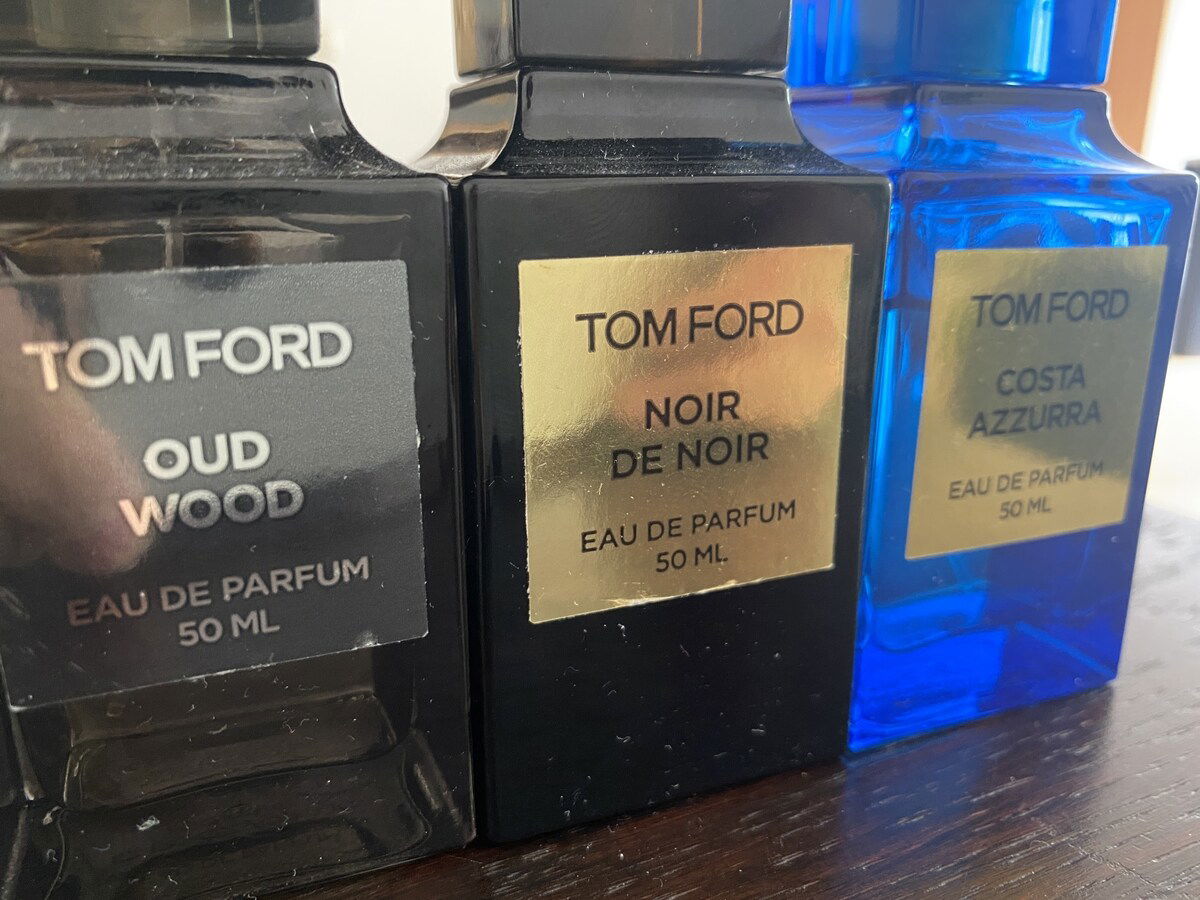 TOM FORD
OUD
WOOD
EAU DE PARFUM
50 ML
TOM FORD
NOIR
DE NOIR
EAU DE PARFUM
50 ML
TOM FORD
COSTA
AZZURRA
EAU DE PARFUM
50 ML